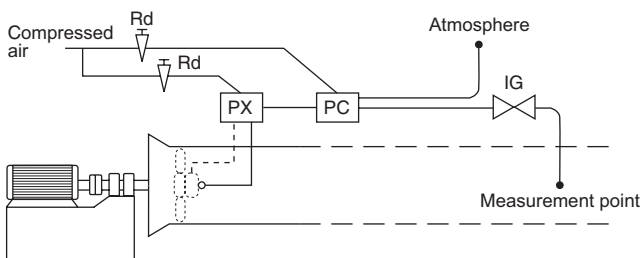 Rd
Compressed
air
Rd
Atmosphere
IG
PX
PC
Measurement point